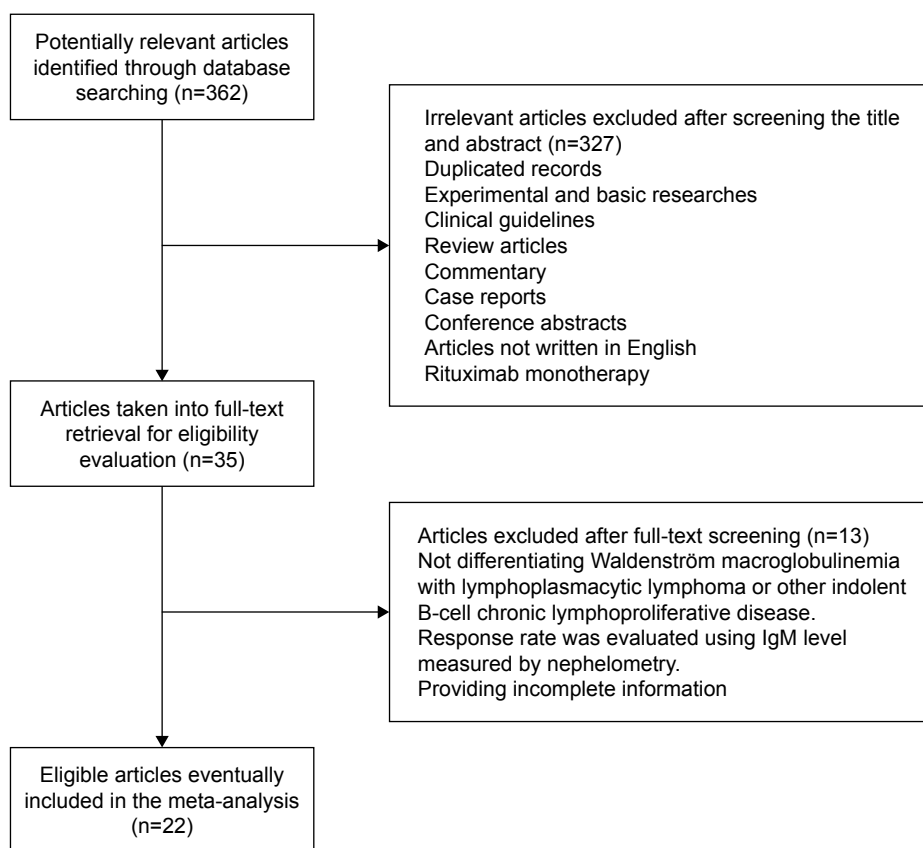 Potentially relevant articles
identified through database
searching (n=362)
Irrelevant articles excluded after screening the title
and abstract (n=327)
Duplicated records
Experimental and basic researches
Clinical guidelines
Review articles
Commentary
Case reports
Conference abstracts
Articles not written in English
Rituximab monotherapy
Articles taken into full-text
retrieval for eligibility
evaluation (n=35)
Articles excluded after full-text screening (n=13)
Not differentiating Waldenström macroglobulinemia
with lymphoplasmacytic lymphoma or other indolent
B-cell chronic lymphoproliferative disease.
Response rate was evaluated using IgM level
measured by nephelometry.
Providing incomplete information
Eligible articles eventually
included in the meta-analysis
(n=22)